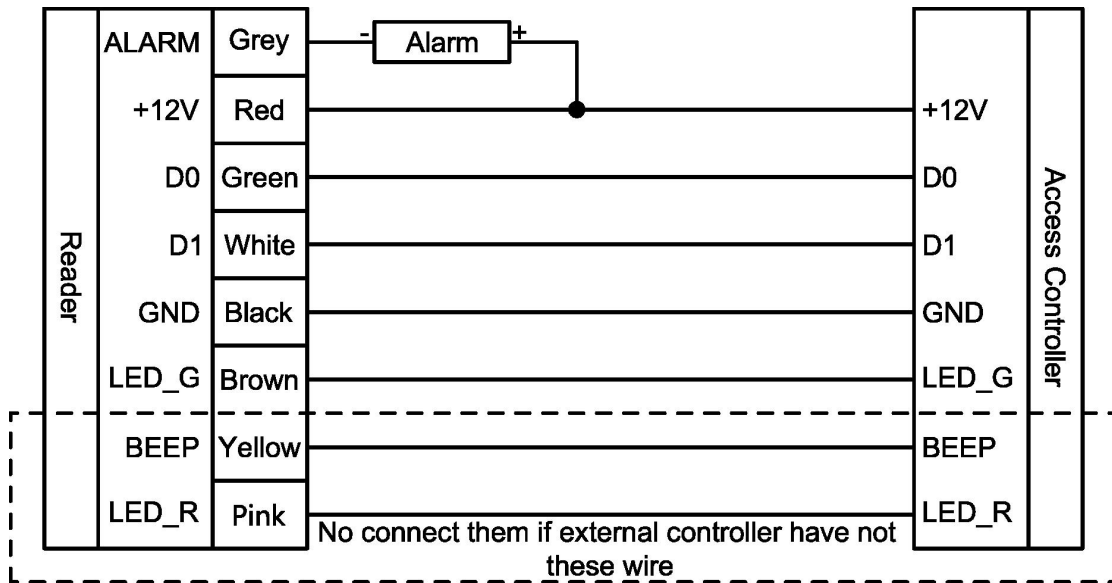 ALARM Grey - Alarm +
+12V Red +12V
D0 Green D0
D1 White D1
Reader Access Controller
GND Black GND
LED_G Brown LED_G
BEEP Yellow BEEP
LED_R Pink LED_R
No connect them if external controller have not
these wire